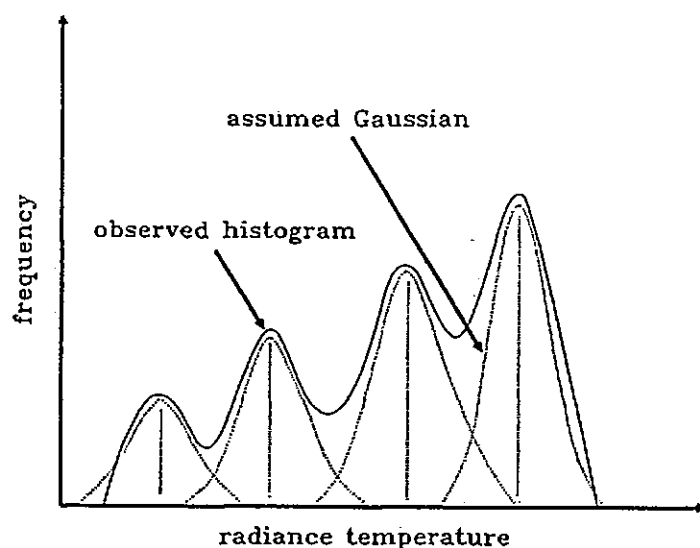 assumed Gaussian
observed histogram
frequency
radiance temperature